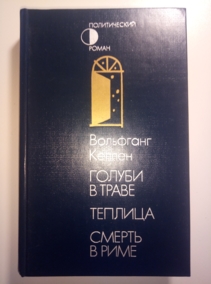 ПОЛИТИЧЕСКИЙ
РОМАН
Вольфганг
Кёппен
ГОЛУБИ
В ТРАВЕ
ТЕПЛИЦА
СМЕРТЬ
В РИМЕ